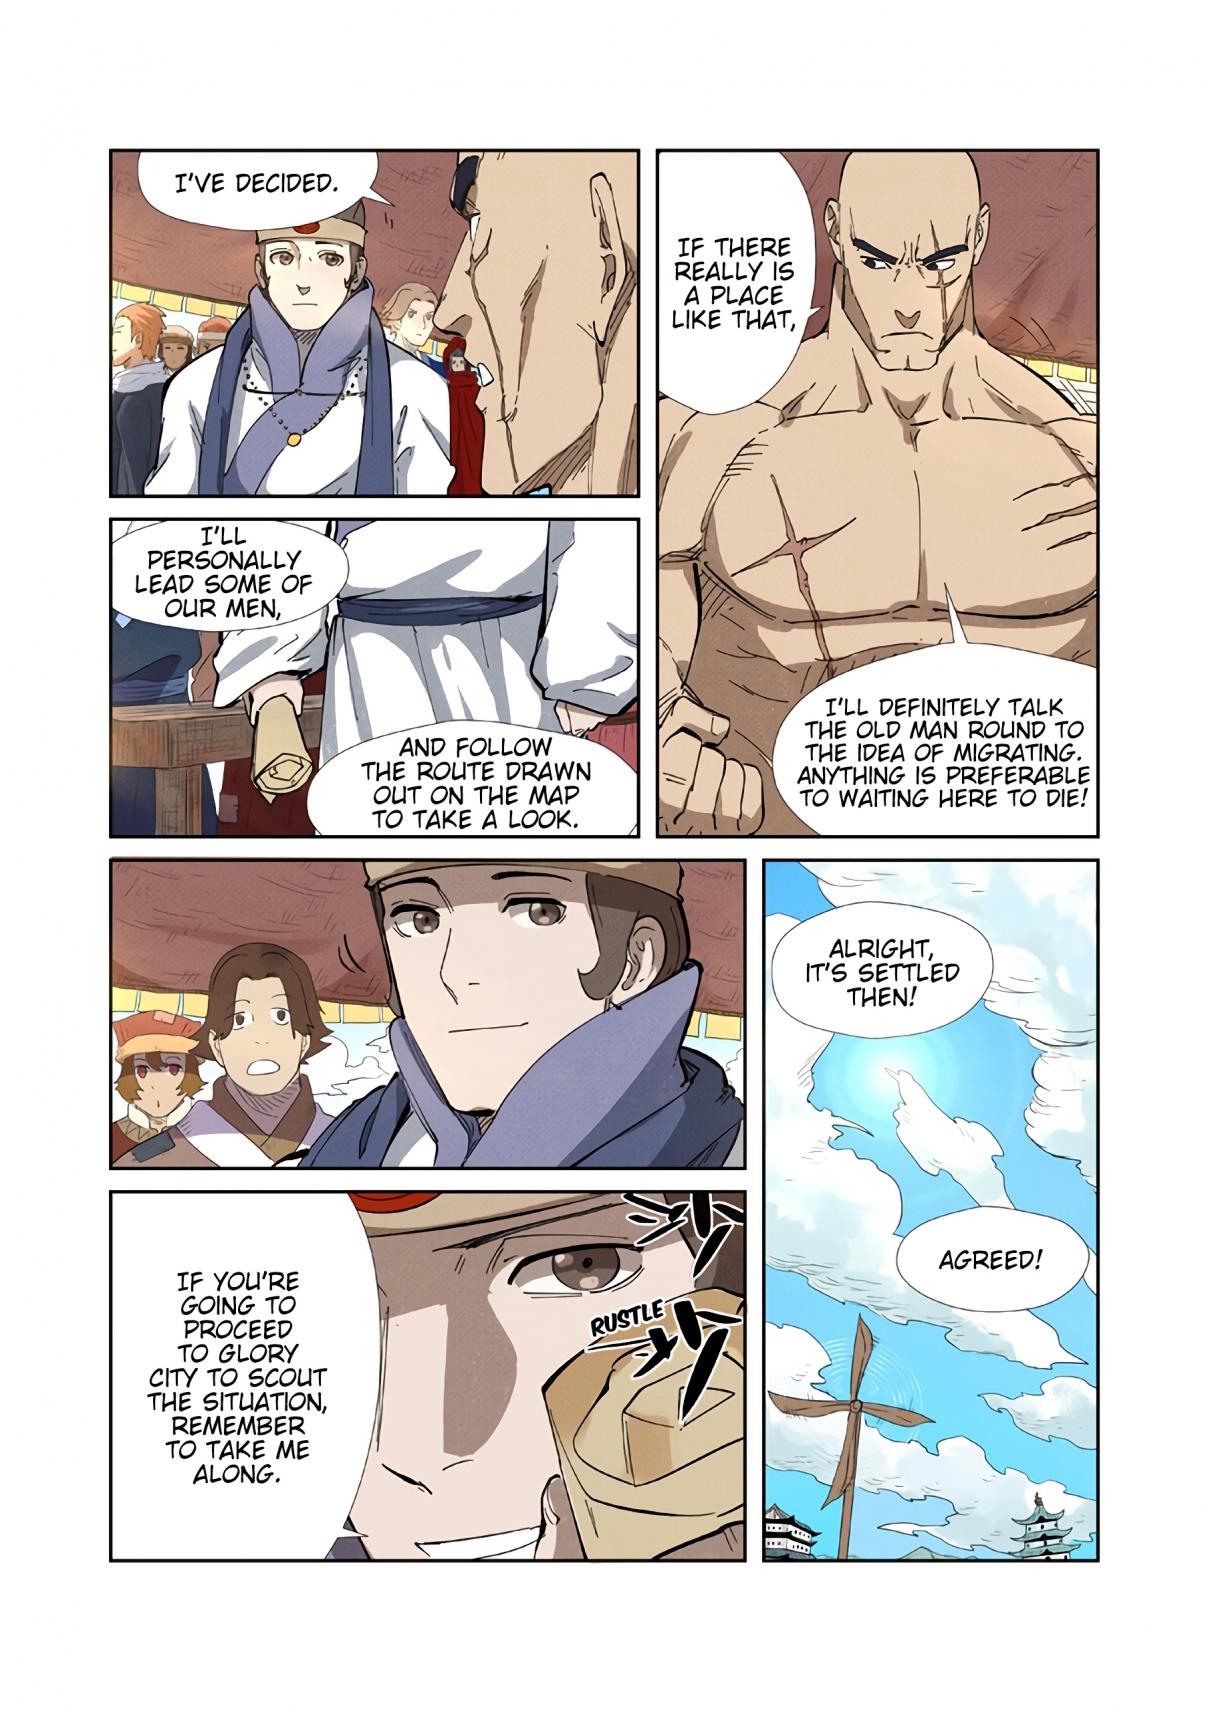 I'VE DECIDED.
I'LL
PERSONALLY
LEAD SOME OF
OUR MEN,
AND FOLLOW
THE ROUTE DRAWN
OUT ON THE MAP
TO TAKE A LOOK.
IF THERE
REALLY IS
A PLACE
LIKE THAT,
I'LL DEFINITELY TALK
THE OLD MAN ROUND TO
THE IDEA OF MIGRATING.
ANYTHING IS PREFERABLE
TO WAITING HERE TO DIE!
IF YOU'RE
GOING TO
PROCEED
TO GLORY
CITY TO SCOUT
THE SITUATION,
REMEMBER
TO TAKE ME
ALONG.
RUSTLE
ALRIGHT,
IT'S SETTLED
THEN!
AGREED!